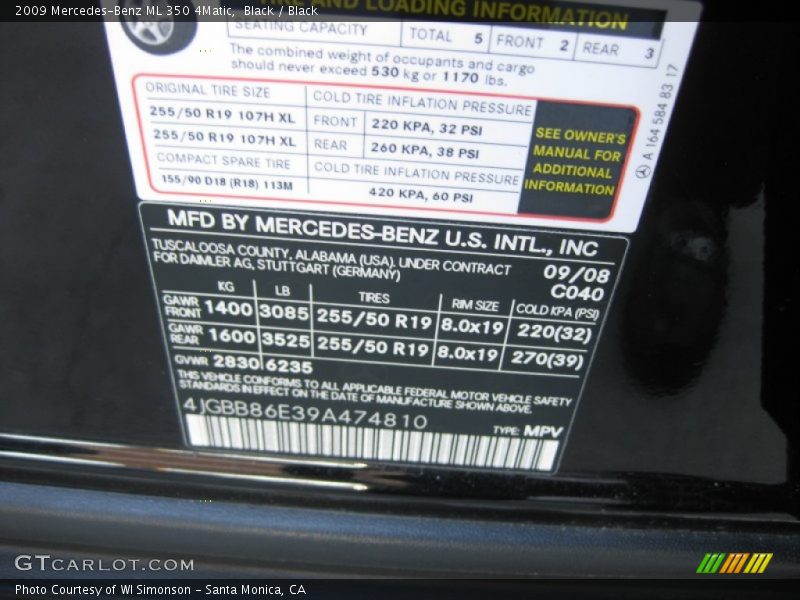 2009 Mercedes-Benz ML 350 4Matic, Black / Black
AND LOADING INFORMATION
SEATING CAPACITY TOTAL 5 FRONT 2 REAR 3
The combined weight of occupants and cargo
should never exceed 530 kg or 1170 lbs.
ORIGINAL TIRE SIZE COLD TIRE INFLATION PRESSURE
255/50 R19 107H XL FRONT 220 KPA, 32 PSI
255/50 R19 107H XL REAR 260 KPA, 38 PSI
COMPACT SPARE TIRE COLD TIRE INFLATION PRESSURE
155/90 D18 (R18) 113M 420 KPA, 60 PSI
SEE OWNER'S
MANUAL FOR
ADDITIONAL
INFORMATION
A 164 584 83 17
MFD BY MERCEDES-BENZ U.S. INTL., INC
TUSCALOOSA COUNTY, ALABAMA (USA). UNDER CONTRACT
FOR DAIMLER AG, STUTTGART (GERMANY)
09/08
C040
KG LB TIRES RIM SIZE COLD KPA (PSI)
GAWR FRONT 1400 3085 255/50 R19 8.0x19 220(32)
GAWR REAR 1600 3525 255/50 R19 8.0x19 270(39)
GVWR 2830 6235
THIS VEHICLE CONFORMS TO ALL APPLICABLE FEDERAL MOTOR VEHICLE SAFETY
STANDARDS IN EFFECT ON THE DATE OF MANUFACTURE SHOWN ABOVE.
4JGBB86E39A474810
TYPE: MPV
GTCARLOT.COM
Photo Courtesy of WI Simonson - Santa Monica, CA